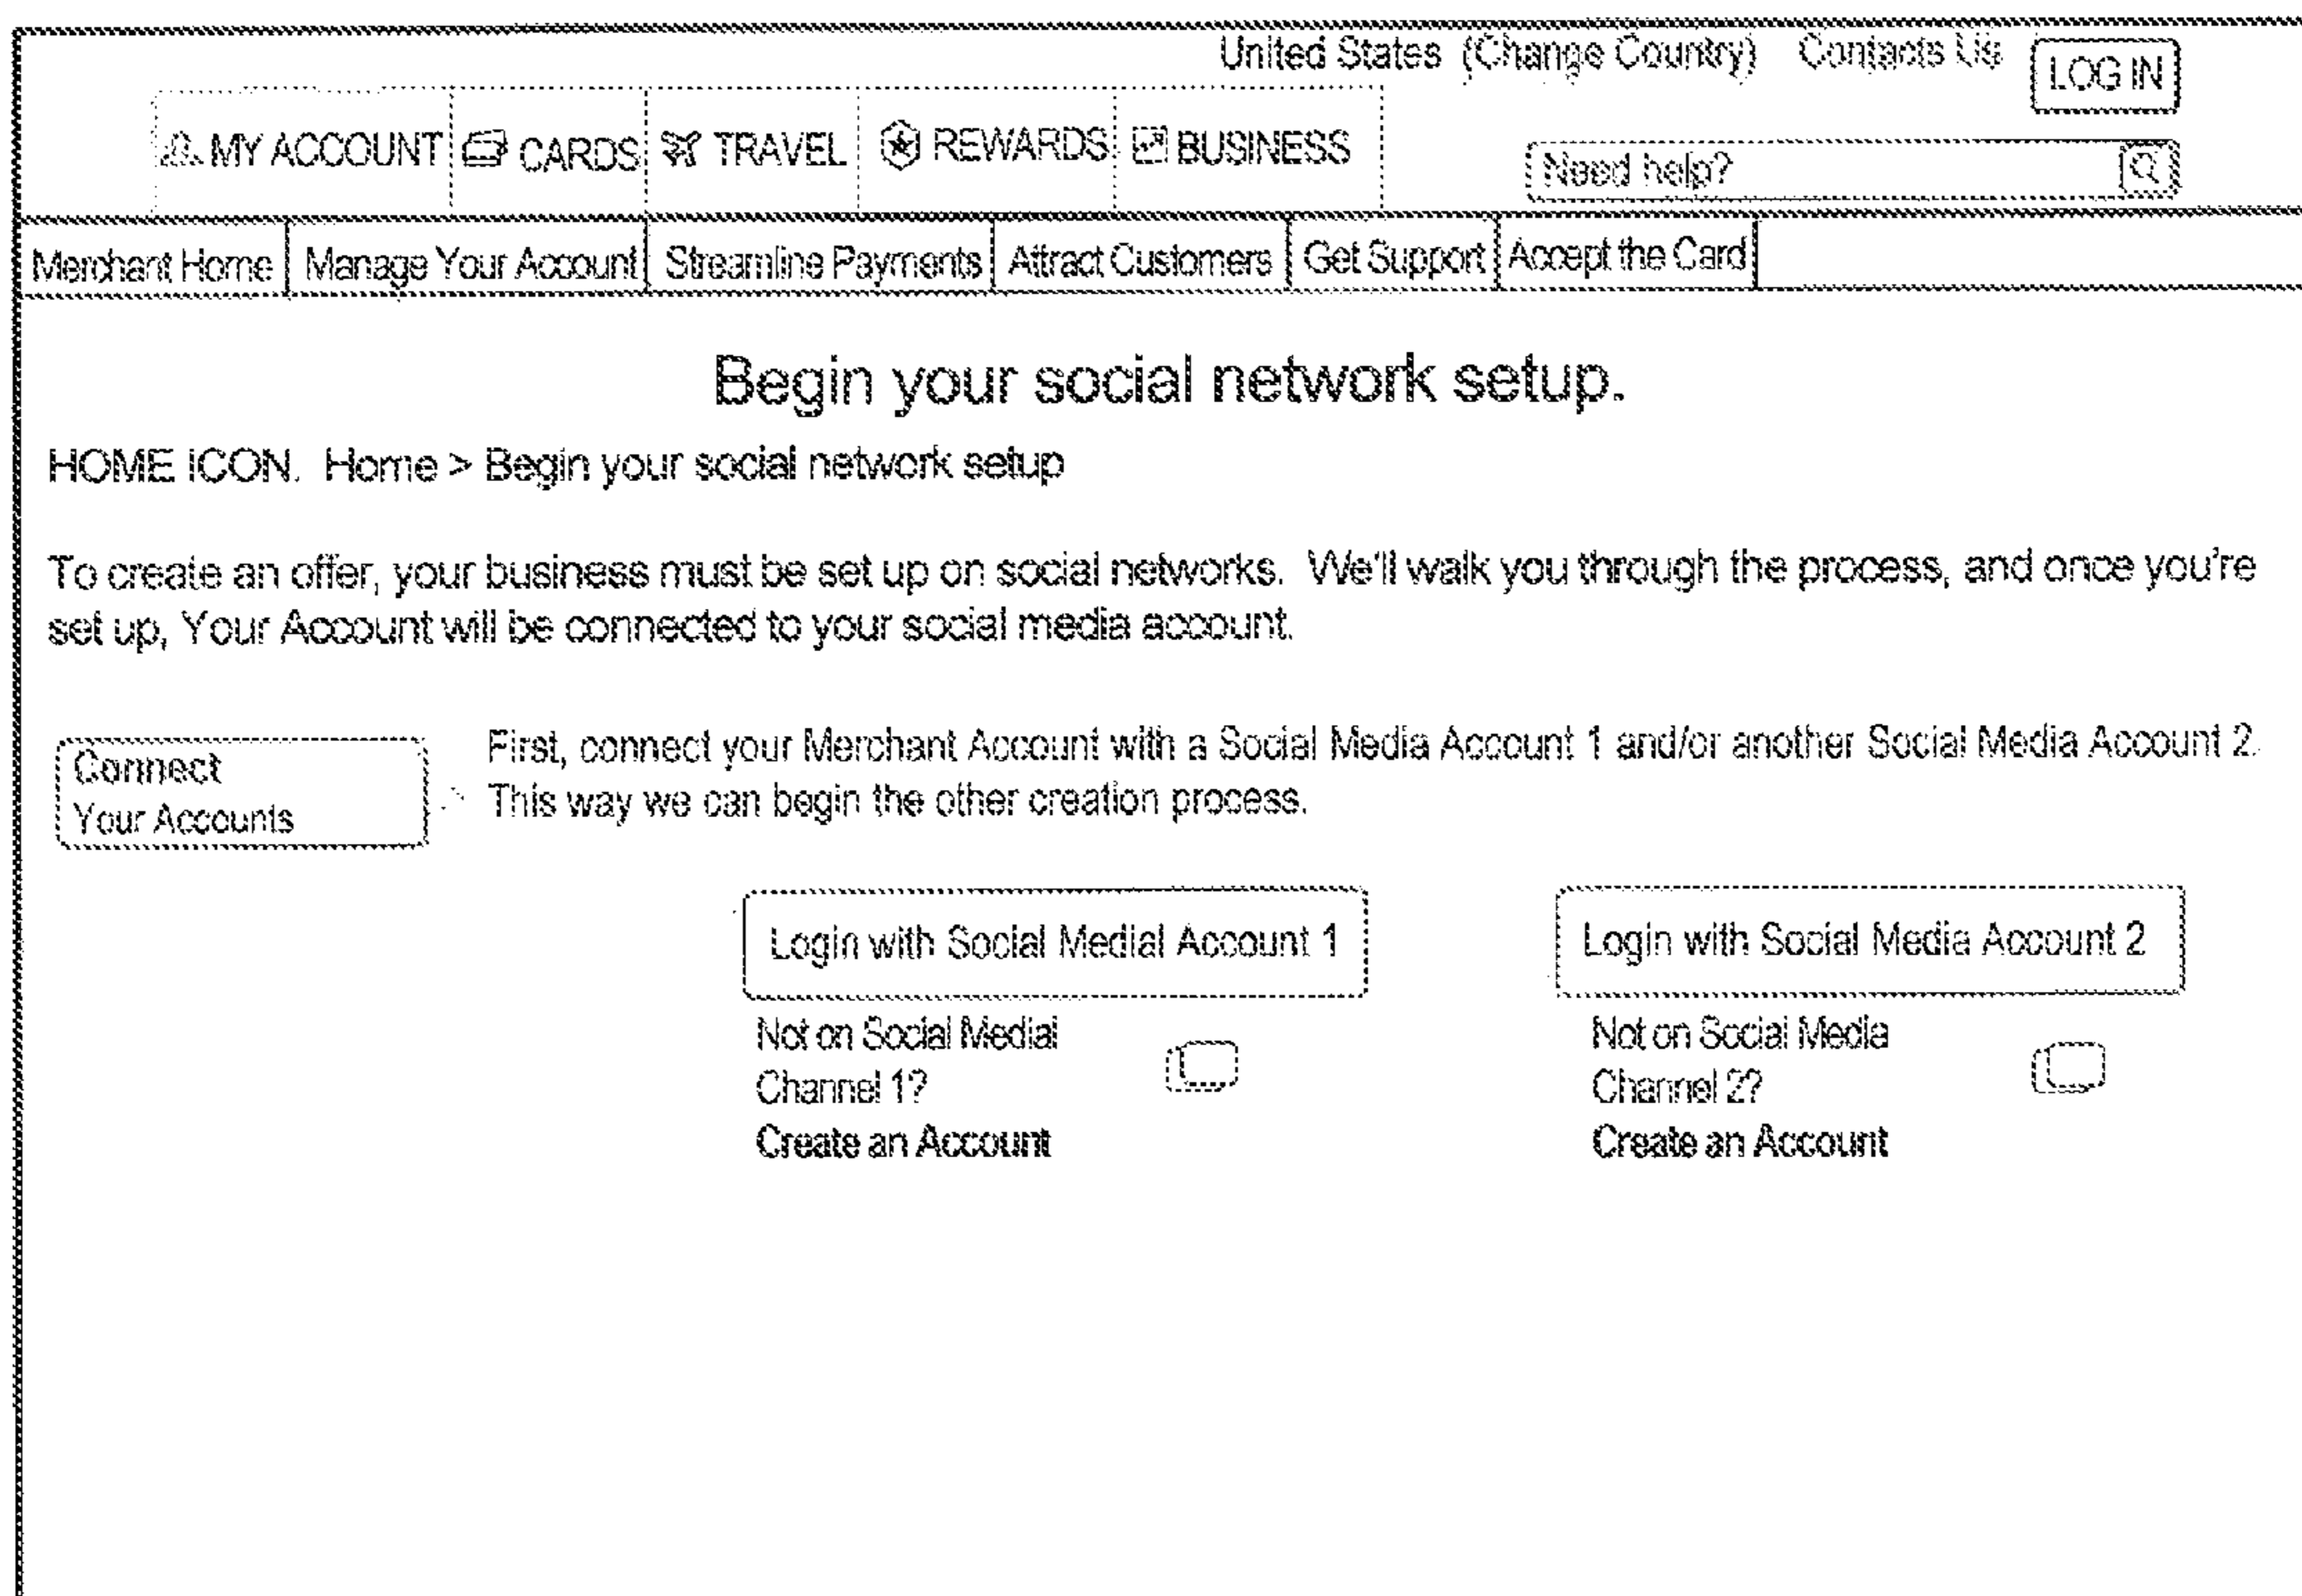 United States (Change Country) Contacts Us LOG IN
MY ACCOUNT CARDS TRAVEL REWARDS BUSINESS Need help?
Merchant Home Manage Your Account Streamline Payments Attract Customers Get Support Accept the Card
Begin your social network setup.
HOME ICON. Home > Begin your social network setup
To create an offer, your business must be set up on social networks. We'll walk you through the process, and once you're
set up, Your Account will be connected to your social media account.
First, connect your Merchant Account with a Social Media Account 1 and/or another Social Media Account 2.
Connect
This way we can begin the other creation process.
Your Accounts
Login with Social Medial Account 1 Login with Social Media Account 2
Not on Social Medial Not on Social Media
Channel 1? Channel 2?
Create an Account Create an Account